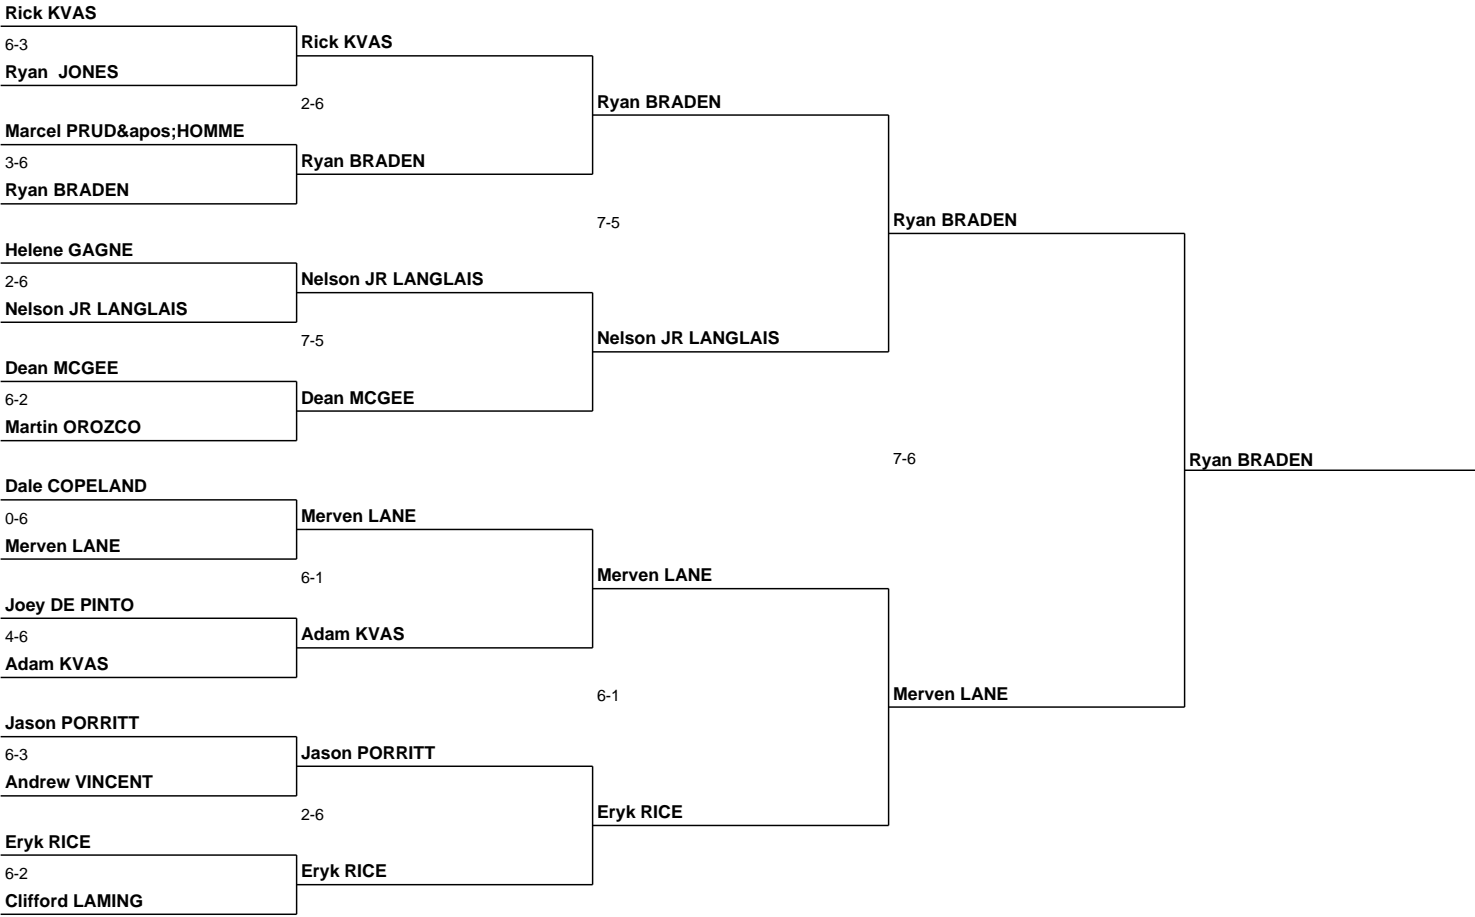 Rick KVAS
6-3
Ryan  JONES
Marcel PRUD&apos;HOMME
3-6
Ryan BRADEN
Helene GAGNE
2-6
Nelson JR LANGLAIS
Dean MCGEE
6-2
Martin OROZCO
Dale COPELAND
0-6
Merven LANE
Joey DE PINTO
4-6
Adam KVAS
Jason PORRITT
6-3
Andrew VINCENT
Eryk RICE
6-2
Clifford LAMING
Rick KVAS
2-6
Ryan BRADEN
Nelson JR LANGLAIS
7-5
Dean MCGEE
Merven LANE
6-1
Adam KVAS
Jason PORRITT
2-6
Eryk RICE
Ryan BRADEN
7-5
Nelson JR LANGLAIS
Merven LANE
6-1
Eryk RICE
Ryan BRADEN
7-6
Merven LANE
Ryan BRADEN